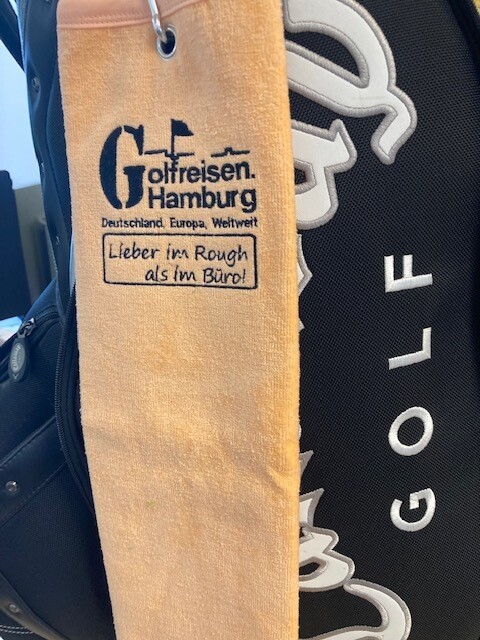 Golfreisen.
Hamburg
Deutschland, Europa, Weltweit
Lieber im Rough
als im Büro!
GOLF